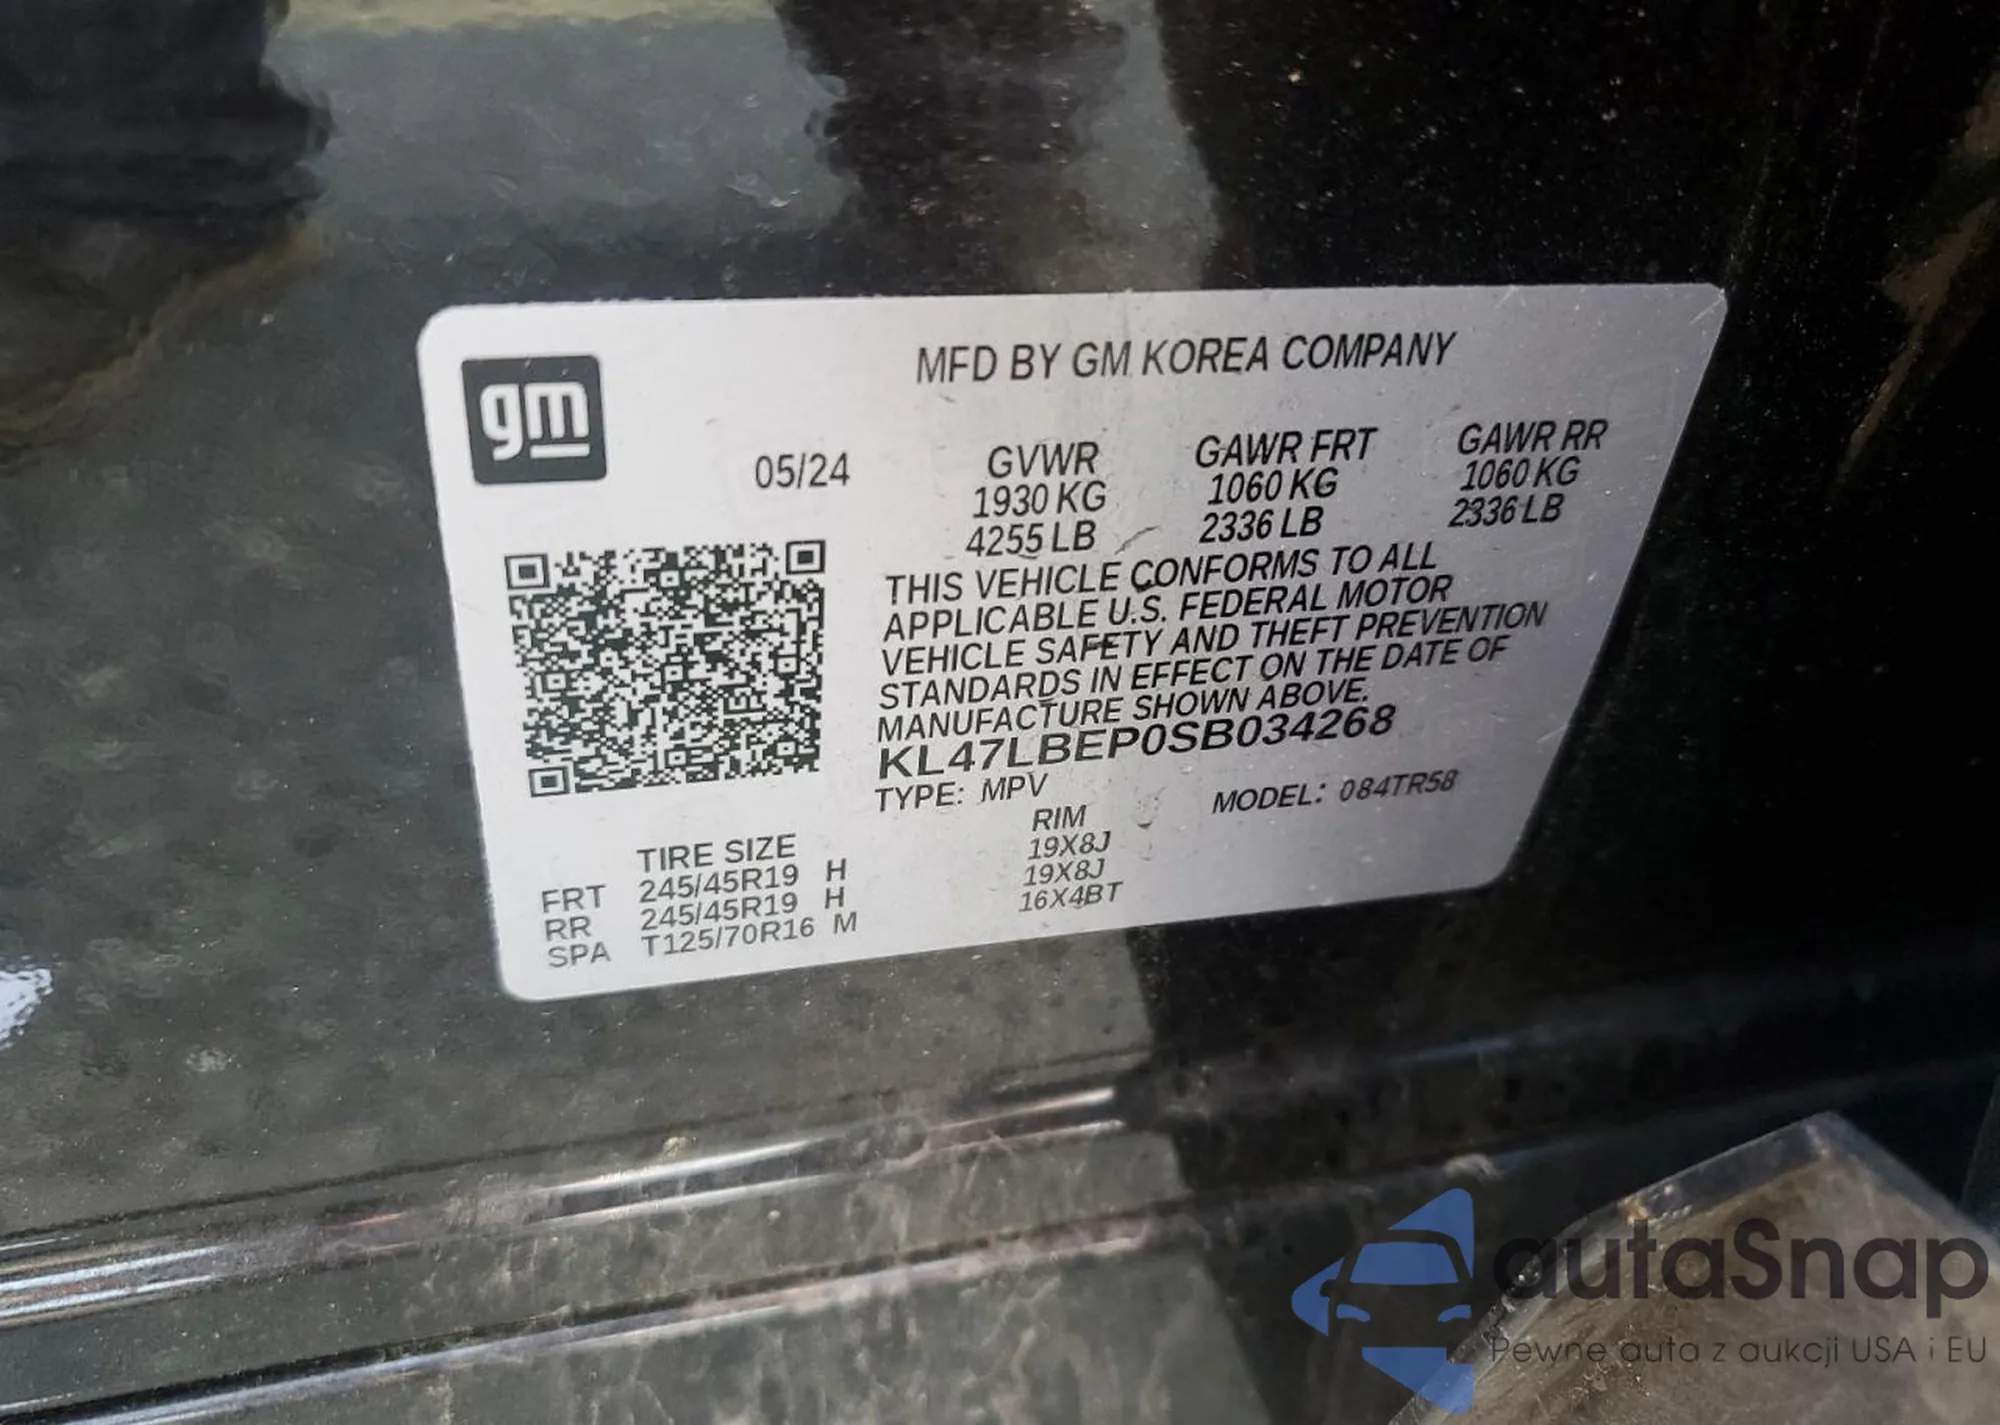 gm
MFD BY GM KOREA COMPANY
05/24
GVWR GAWR FRT GAWR RR
1930 KG 1060 KG 1060 KG
4255 LB 2336 LB 2336 LB
THIS VEHICLE CONFORMS TO ALL
APPLICABLE U.S. FEDERAL MOTOR
VEHICLE SAFETY AND THEFT PREVENTION
STANDARDS IN EFFECT ON THE DATE OF
MANUFACTURE SHOWN ABOVE.
KL47LBEP0SB034268
TYPE: MPV MODEL: 084TR58
TIRE SIZE RIM
FRT 245/45R19 H 19X8J
RR 245/45R19 H 19X8J
SPA T125/70R16 M 16X4BT
autaSnap
Pewne auta z aukcji USA i EU